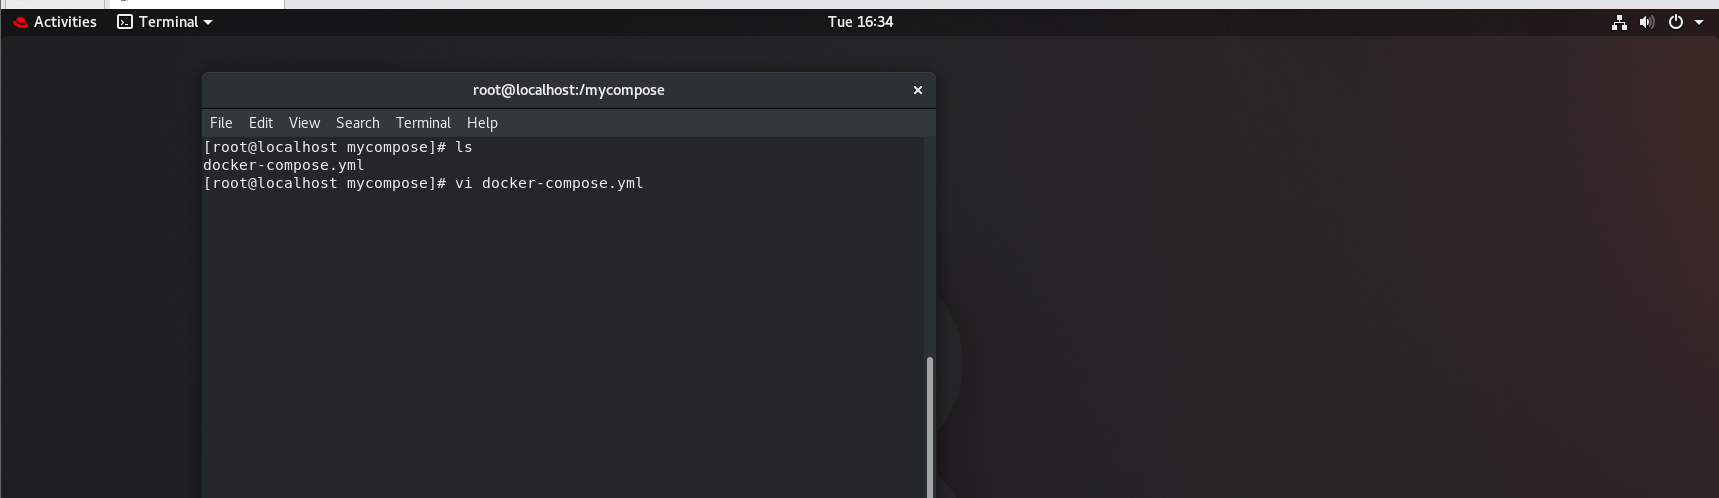 Activities Terminal Tue 16:34
root@localhost:/mycompose
File Edit View Search Terminal Help
[root@localhost mycompose]# ls
docker-compose.yml
[root@localhost mycompose]# vi docker-compose.yml